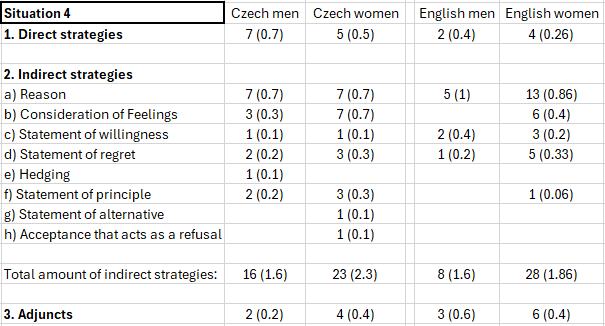 Situation 4 Czech men Czech women English men English women
1. Direct strategies 7 (0.7) 5 (0.5) 2 (0.4) 4 (0.26)
2. Indirect strategies
a) Reason 7 (0.7) 7 (0.7) 5 (1) 13 (0.86)
b) Consideration of Feelings 3 (0.3) 7 (0.7) 6 (0.4)
c) Statement of willingness 1 (0.1) 1 (0.1) 2 (0.4) 3 (0.2)
d) Statement of regret 2 (0.2) 3 (0.3) 1 (0.2) 5 (0.33)
e) Hedging 1 (0.1)
f) Statement of principle 2 (0.2) 3 (0.3) 1 (0.06)
g) Statement of alternative 1 (0.1)
h) Acceptance that acts as a refusal 1 (0.1)
Total amount of indirect strategies: 16 (1.6) 23 (2.3) 8 (1.6) 28 (1.86)
3. Adjuncts 2 (0.2) 4 (0.4) 3 (0.6) 6 (0.4)